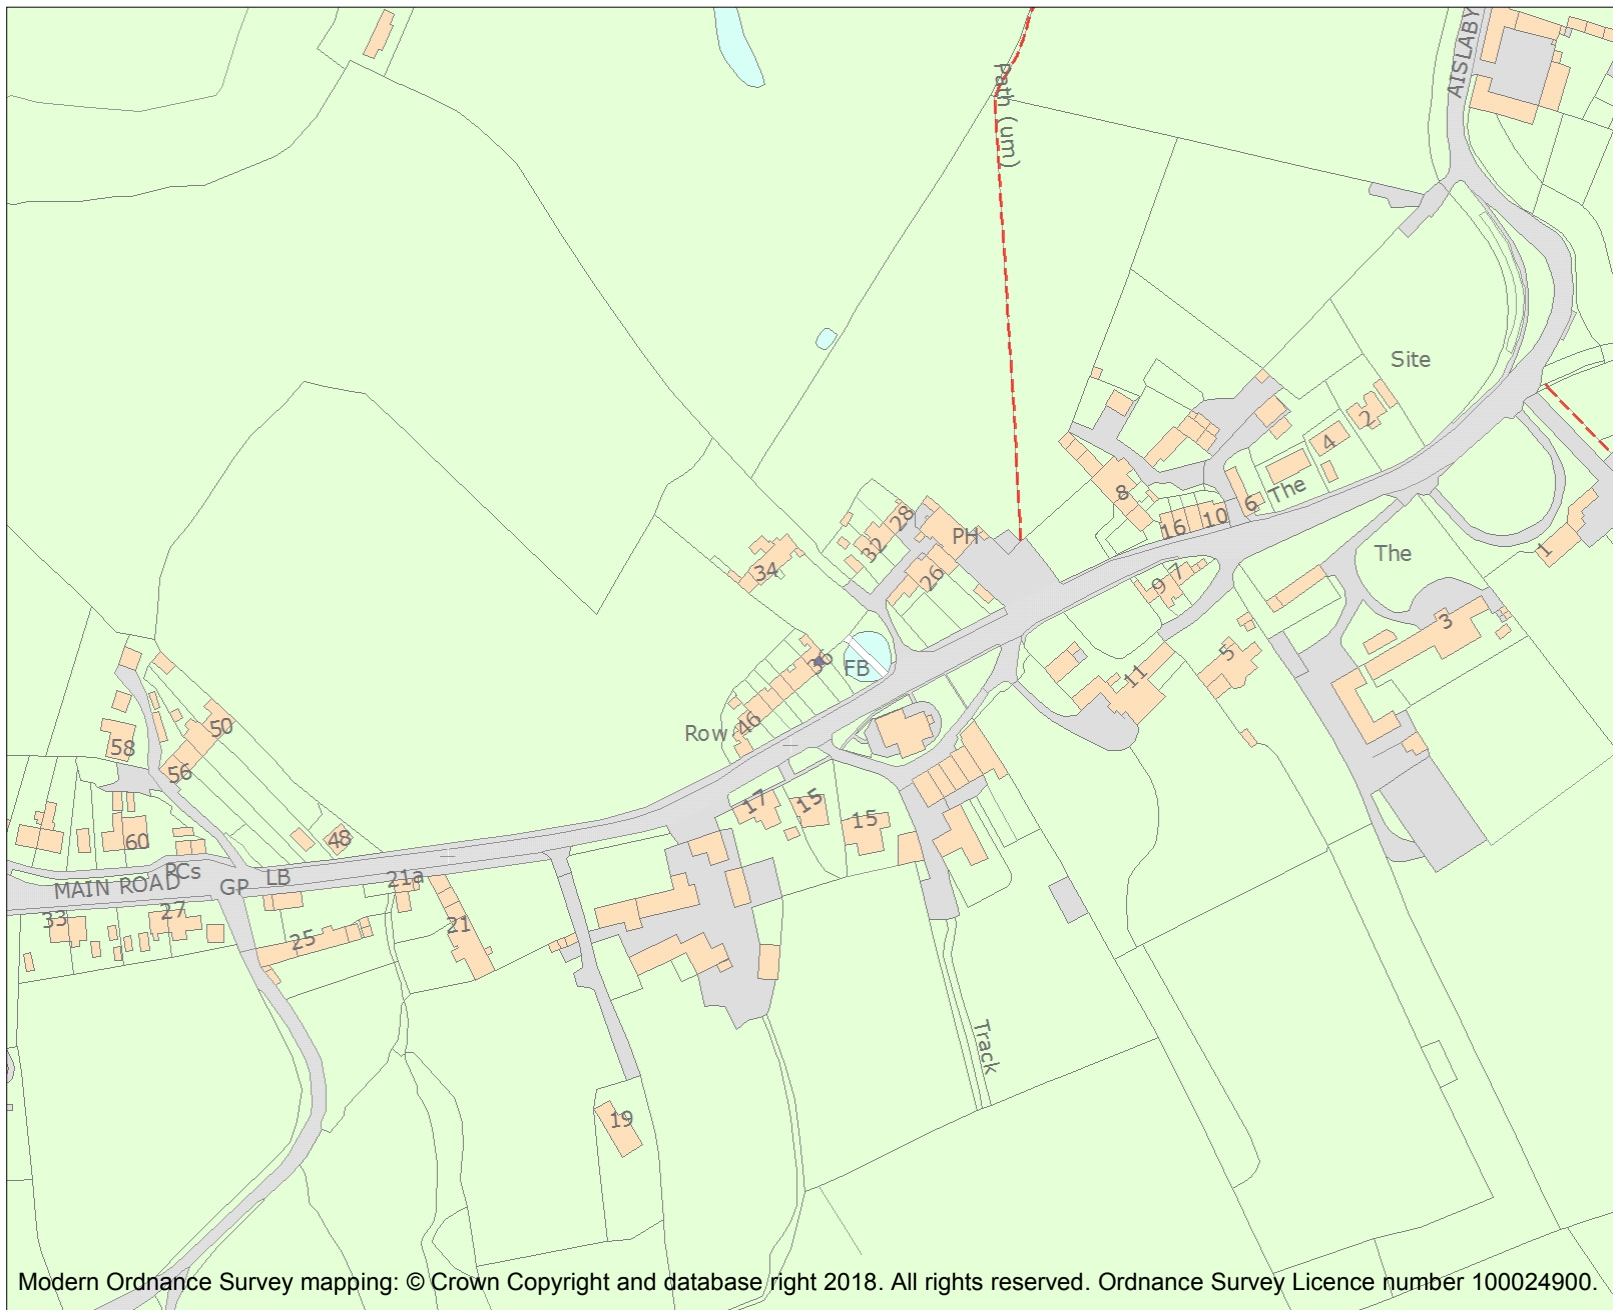 AISLABY
Path (um)
Site
2
4
The
6
8
10
16
28
PH
32
34
26
The
1
9
7
3
5
11
36
FB
46
Row
50
58
56
17
15
15
48
60
PCs
MAIN ROAD
GP
LB
21a
33
27
21
25
Track
19
Modern Ordnance Survey mapping: © Crown Copyright and database right 2018. All rights reserved. Ordnance Survey Licence number 100024900.